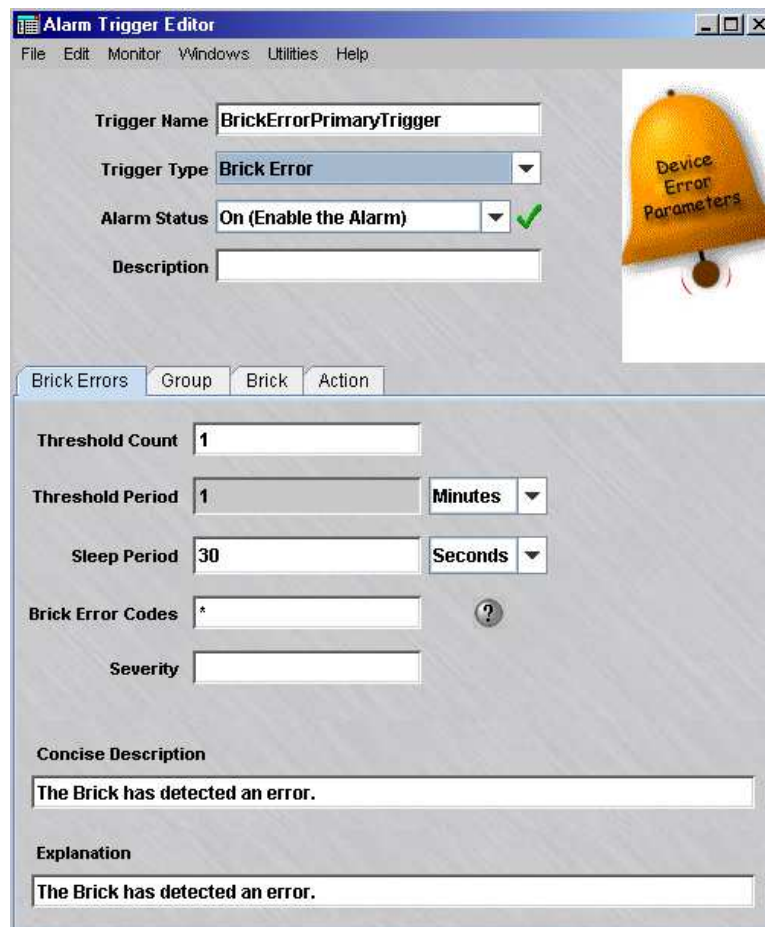 Alarm Trigger Editor
File Edit Monitor Windows Utilities Help
Trigger Name BrickErrorPrimaryTrigger
Trigger Type Brick Error
Alarm Status On (Enable the Alarm)
Description
Device
Error
Parameters
Brick Errors Group Brick Action
Threshold Count 1
Threshold Period 1 Minutes
Sleep Period 30 Seconds
Brick Error Codes * ?
Severity
Concise Description
The Brick has detected an error.
Explanation
The Brick has detected an error.